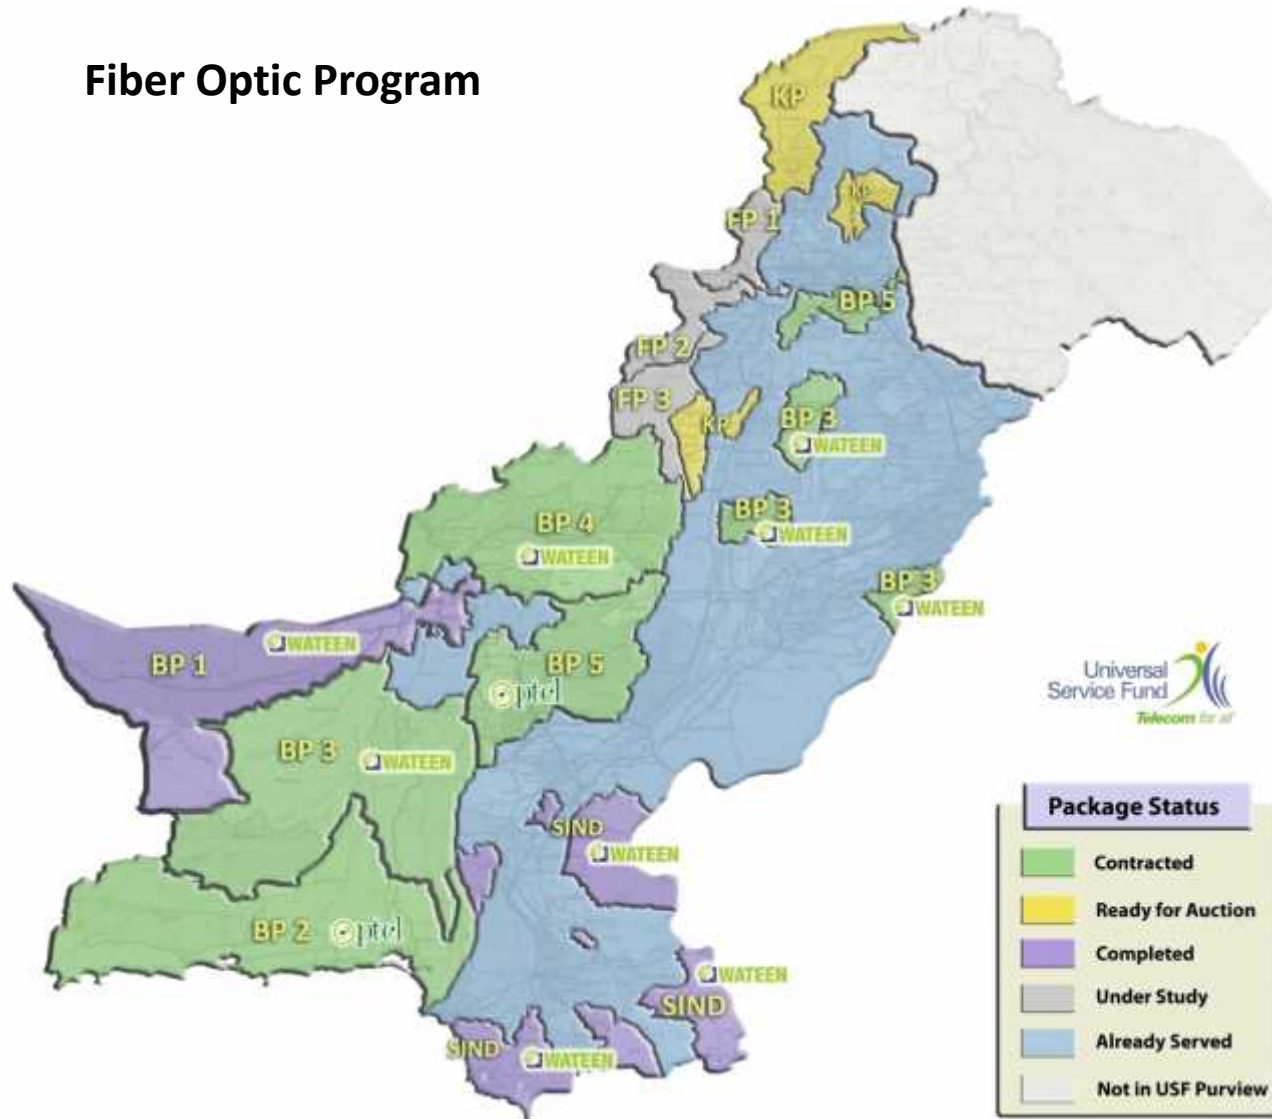 Fiber Optic Program
KP
KP
FP 1
BP 5
FP 2
FP 3
KP
BP 3
WATEEN
BP 4
WATEEN
BP 3
WATEEN
BP 3
WATEEN
BP 1
WATEEN
BP 5
ptcl
BP 3
WATEEN
SIND
WATEEN
BP 2
ptcl
WATEEN
SIND
SIND
WATEEN
Universal
Service Fund
Telecom for all
Package Status
Contracted
Ready for Auction
Completed
Under Study
Already Served
Not in USF Purview